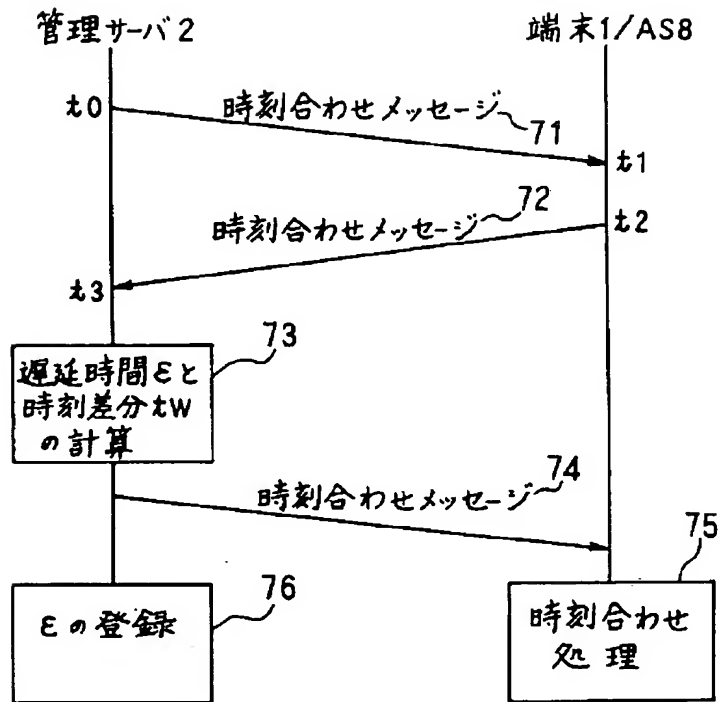 管理サーバ2
端末1/AS8
t0
時刻合わせメッセージ
71
t1
72
時刻合わせメッセージ
t2
t3
73
遅延時間εと
時刻差分tW
の計算
時刻合わせメッセージ
74
75
76
εの登録
時刻合わせ
処理